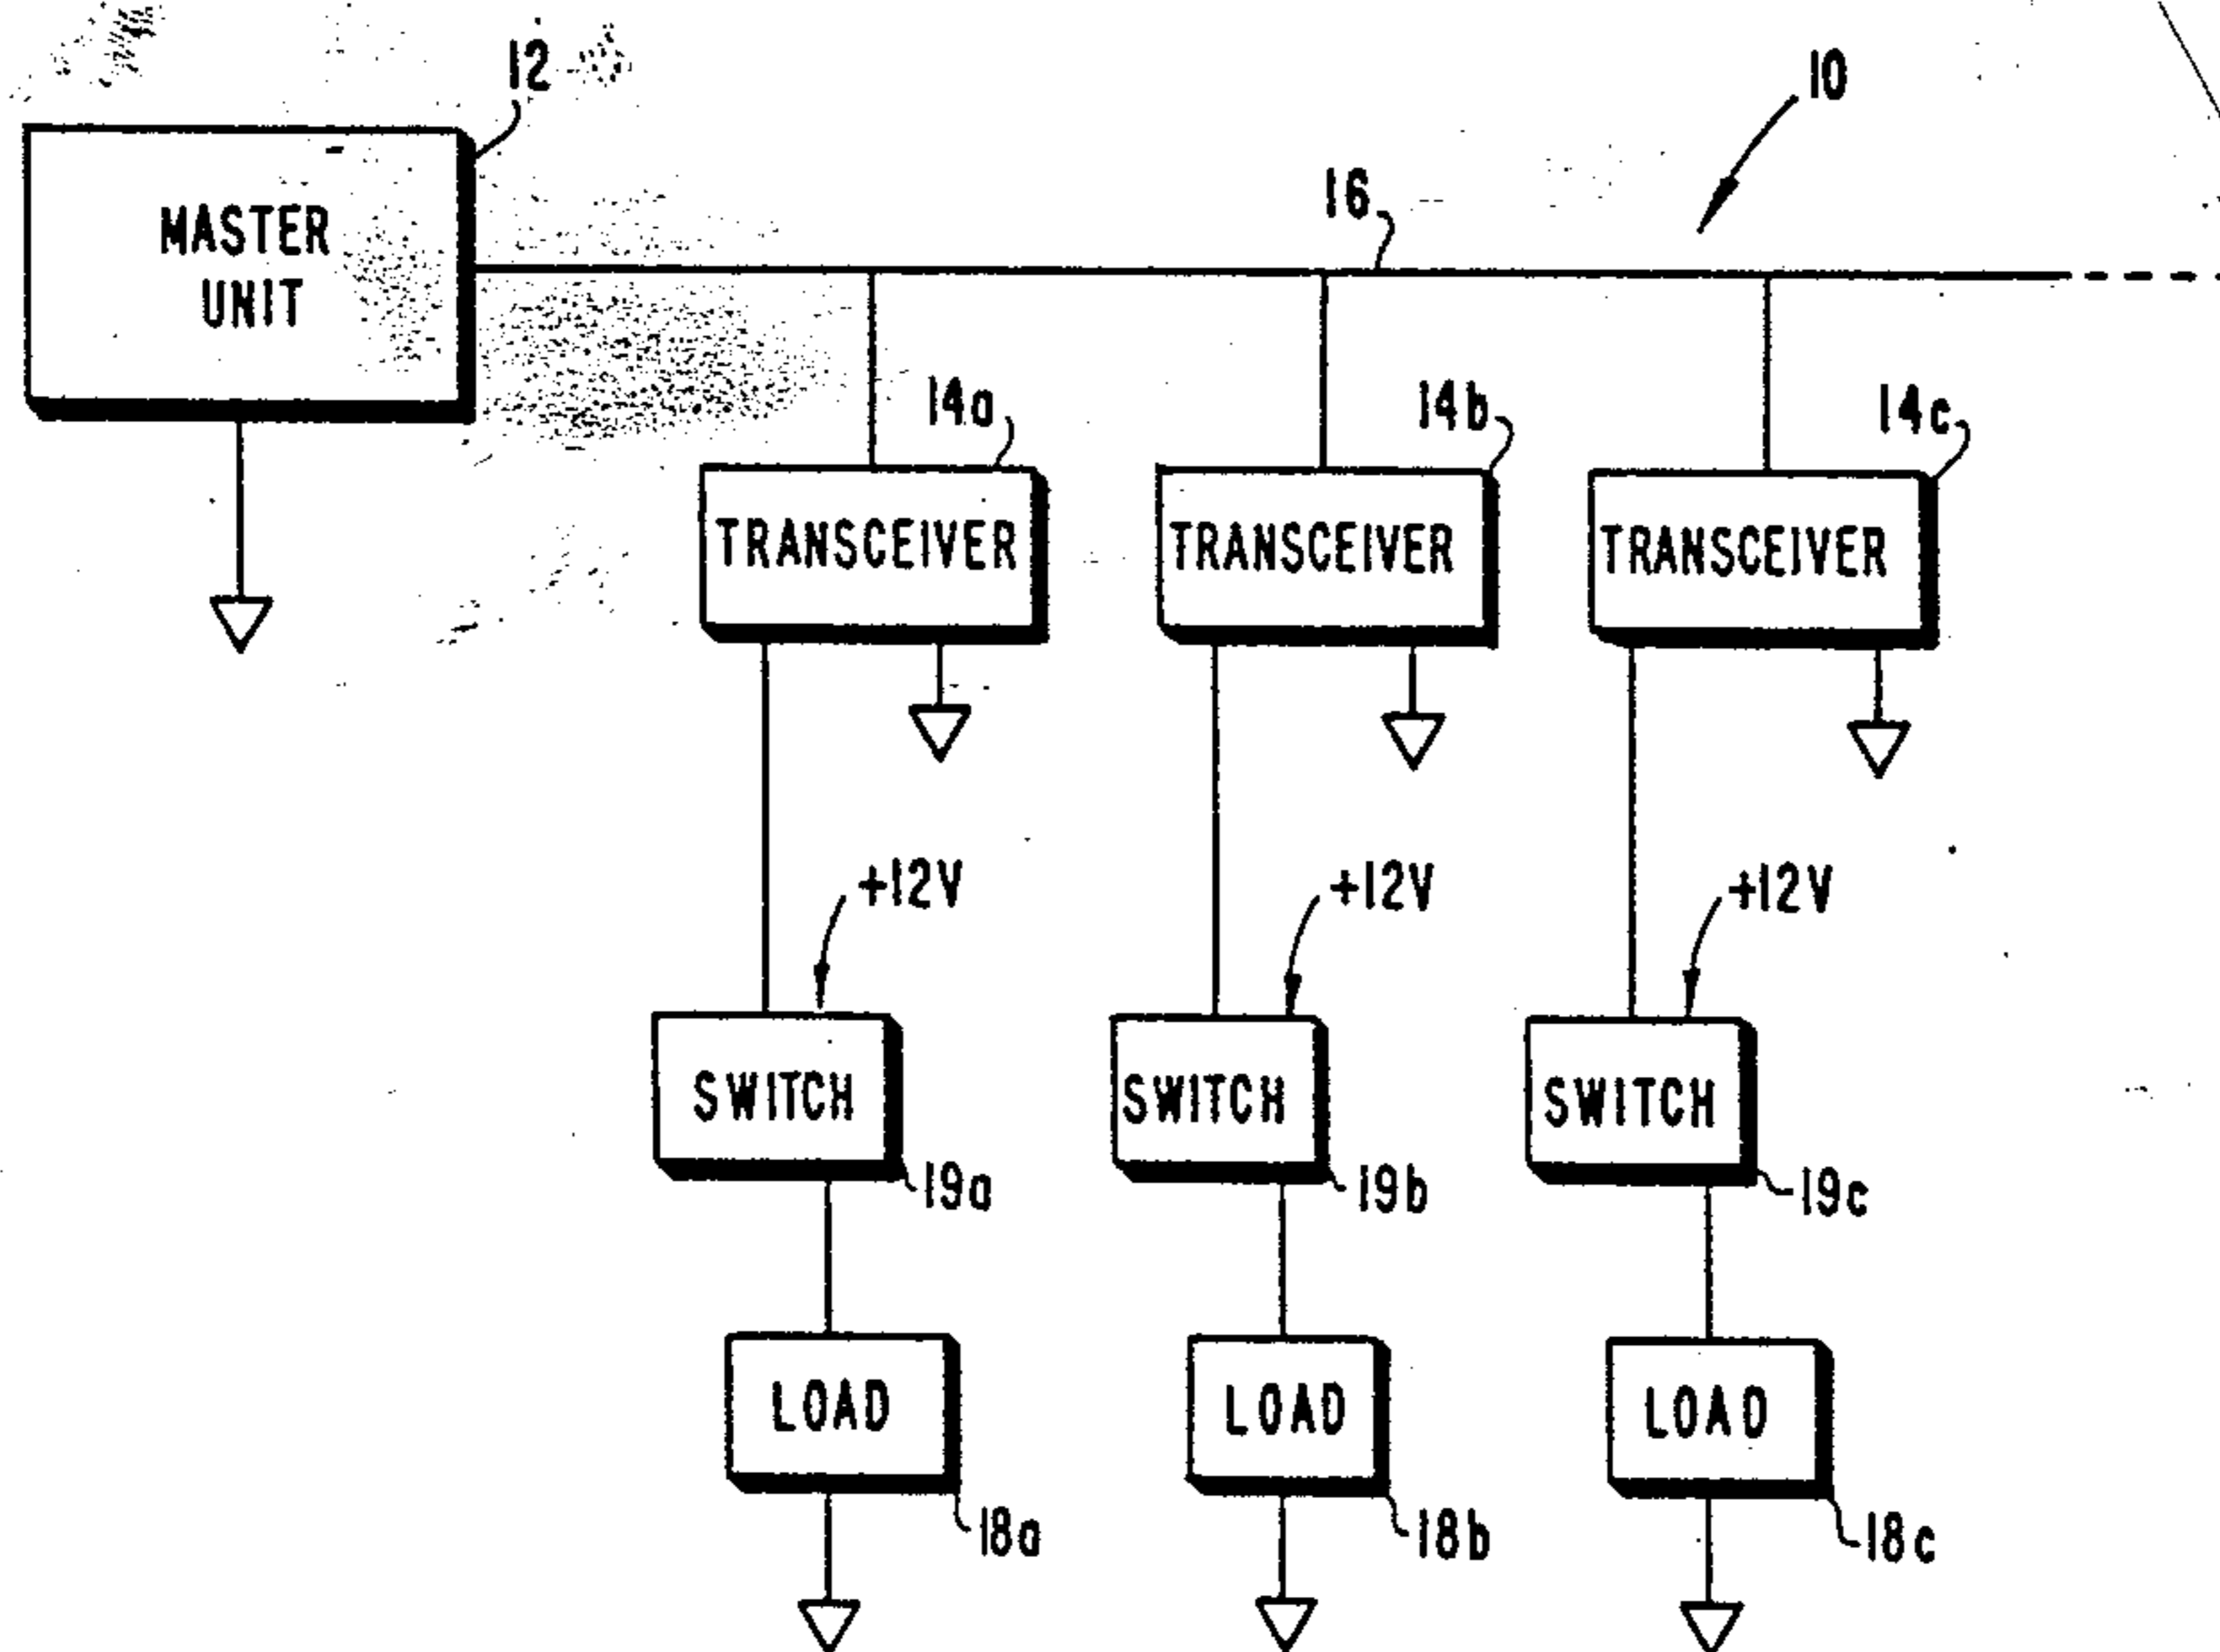 12
10
16
MASTER
UNIT
14a
14b
14c
TRANSCEIVER
TRANSCEIVER
TRANSCEIVER
+12V
+12V
+12V
SWITCH
SWITCH
SWITCH
19a
19b
19c
LOAD
LOAD
LOAD
18a
18b
18c